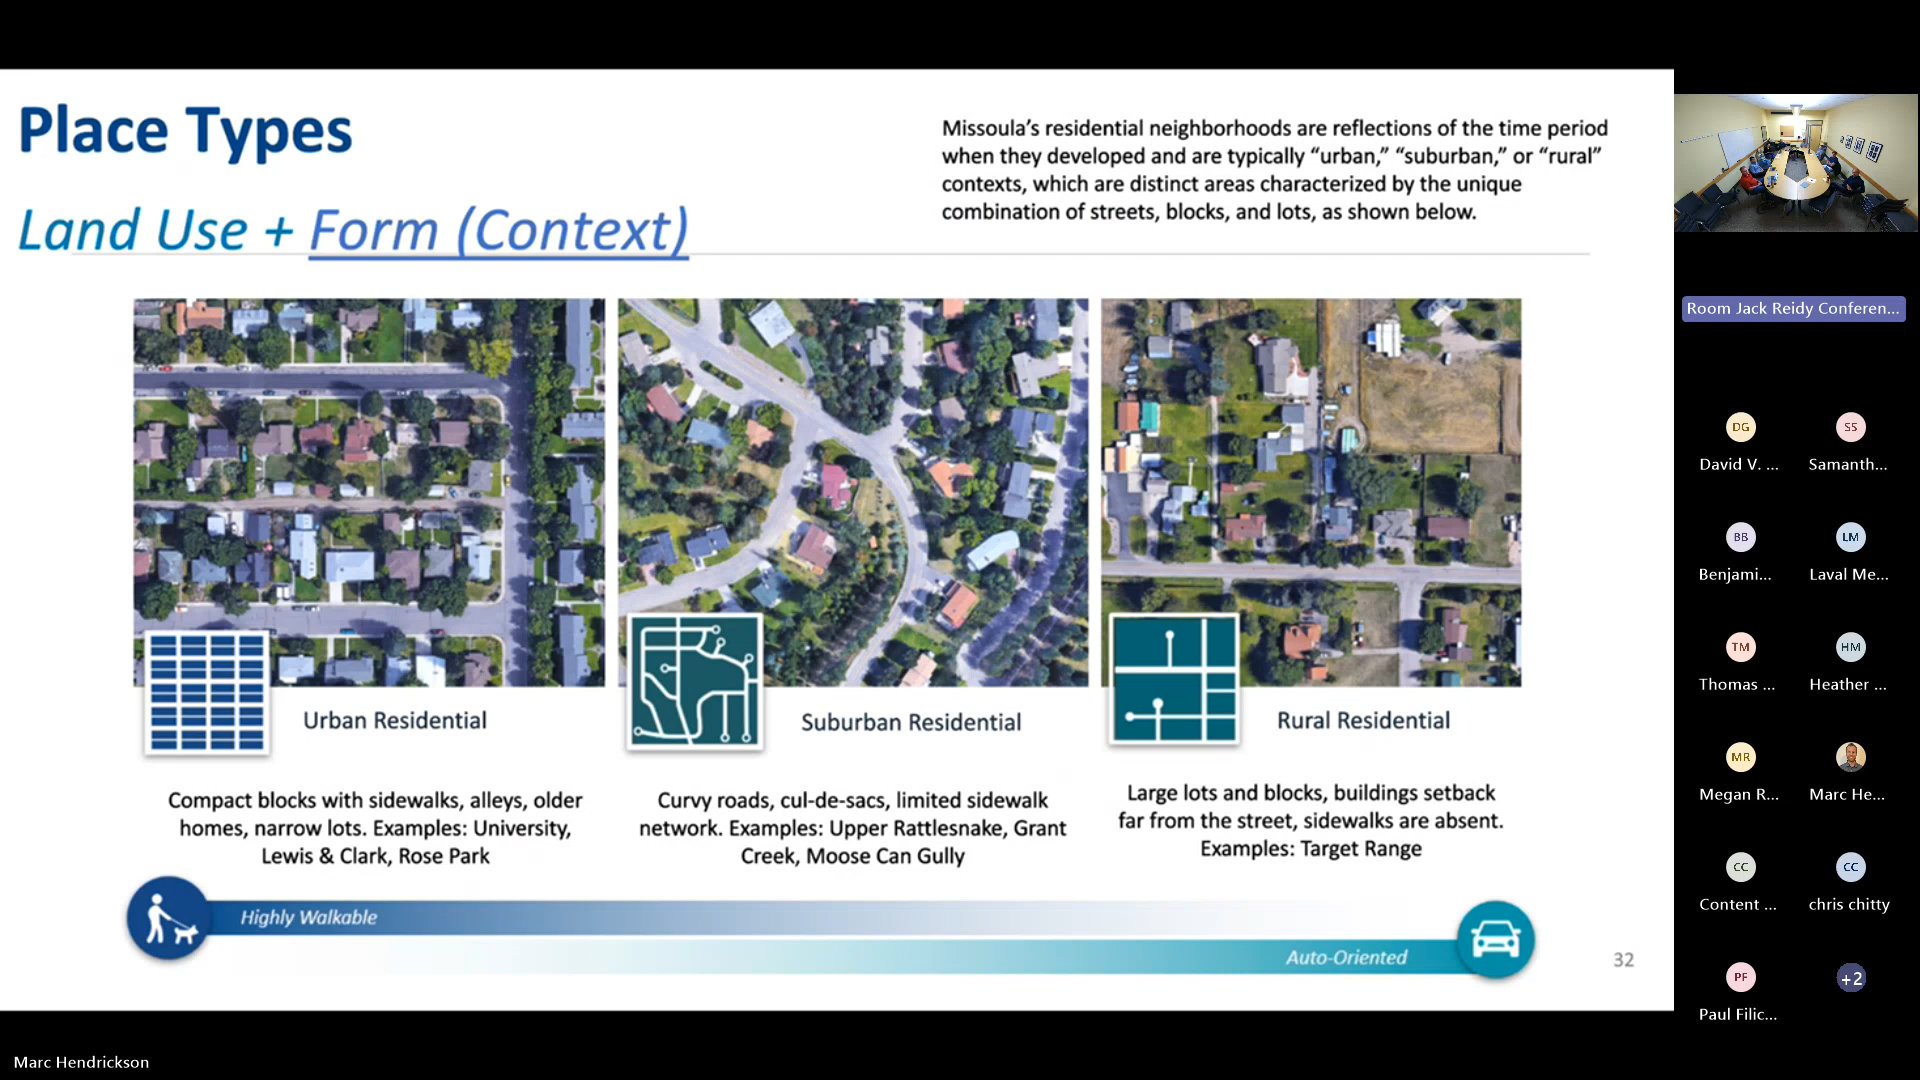 Place Types
Land Use + Form (Context)
Missoula’s residential neighborhoods are reflections of the time period
when they developed and are typically “urban,” “suburban,” or “rural”
contexts, which are distinct areas characterized by the unique
combination of streets, blocks, and lots, as shown below.
Urban Residential
Suburban Residential
Rural Residential
Compact blocks with sidewalks, alleys, older
homes, narrow lots. Examples: University,
Lewis & Clark, Rose Park
Curvy roads, cul-de-sacs, limited sidewalk
network. Examples: Upper Rattlesnake, Grant
Creek, Moose Can Gully
Large lots and blocks, buildings setback
far from the street, sidewalks are absent.
Examples: Target Range
Highly Walkable
Auto-Oriented
32
Room Jack Reidy Conferen...
DG
David V. ...
SS
Samanth...
BB
Benjami...
LM
Laval Me...
TM
Thomas ...
HM
Heather ...
MR
Megan R...
Marc He...
CC
Content ...
CC
chris chitty
PF
Paul Filic...
+2
Marc Hendrickson